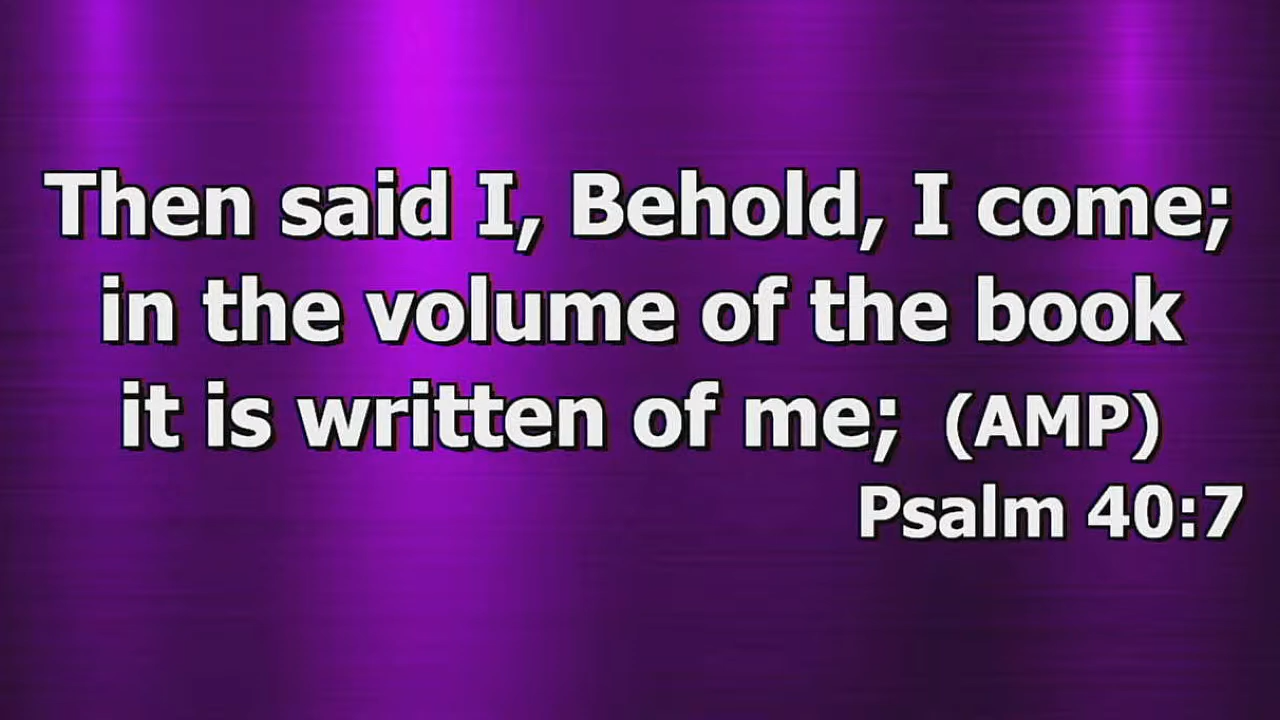 Then said I, Behold, I come;
in the volume of the book
it is written of me; (AMP)
Psalm 40:7